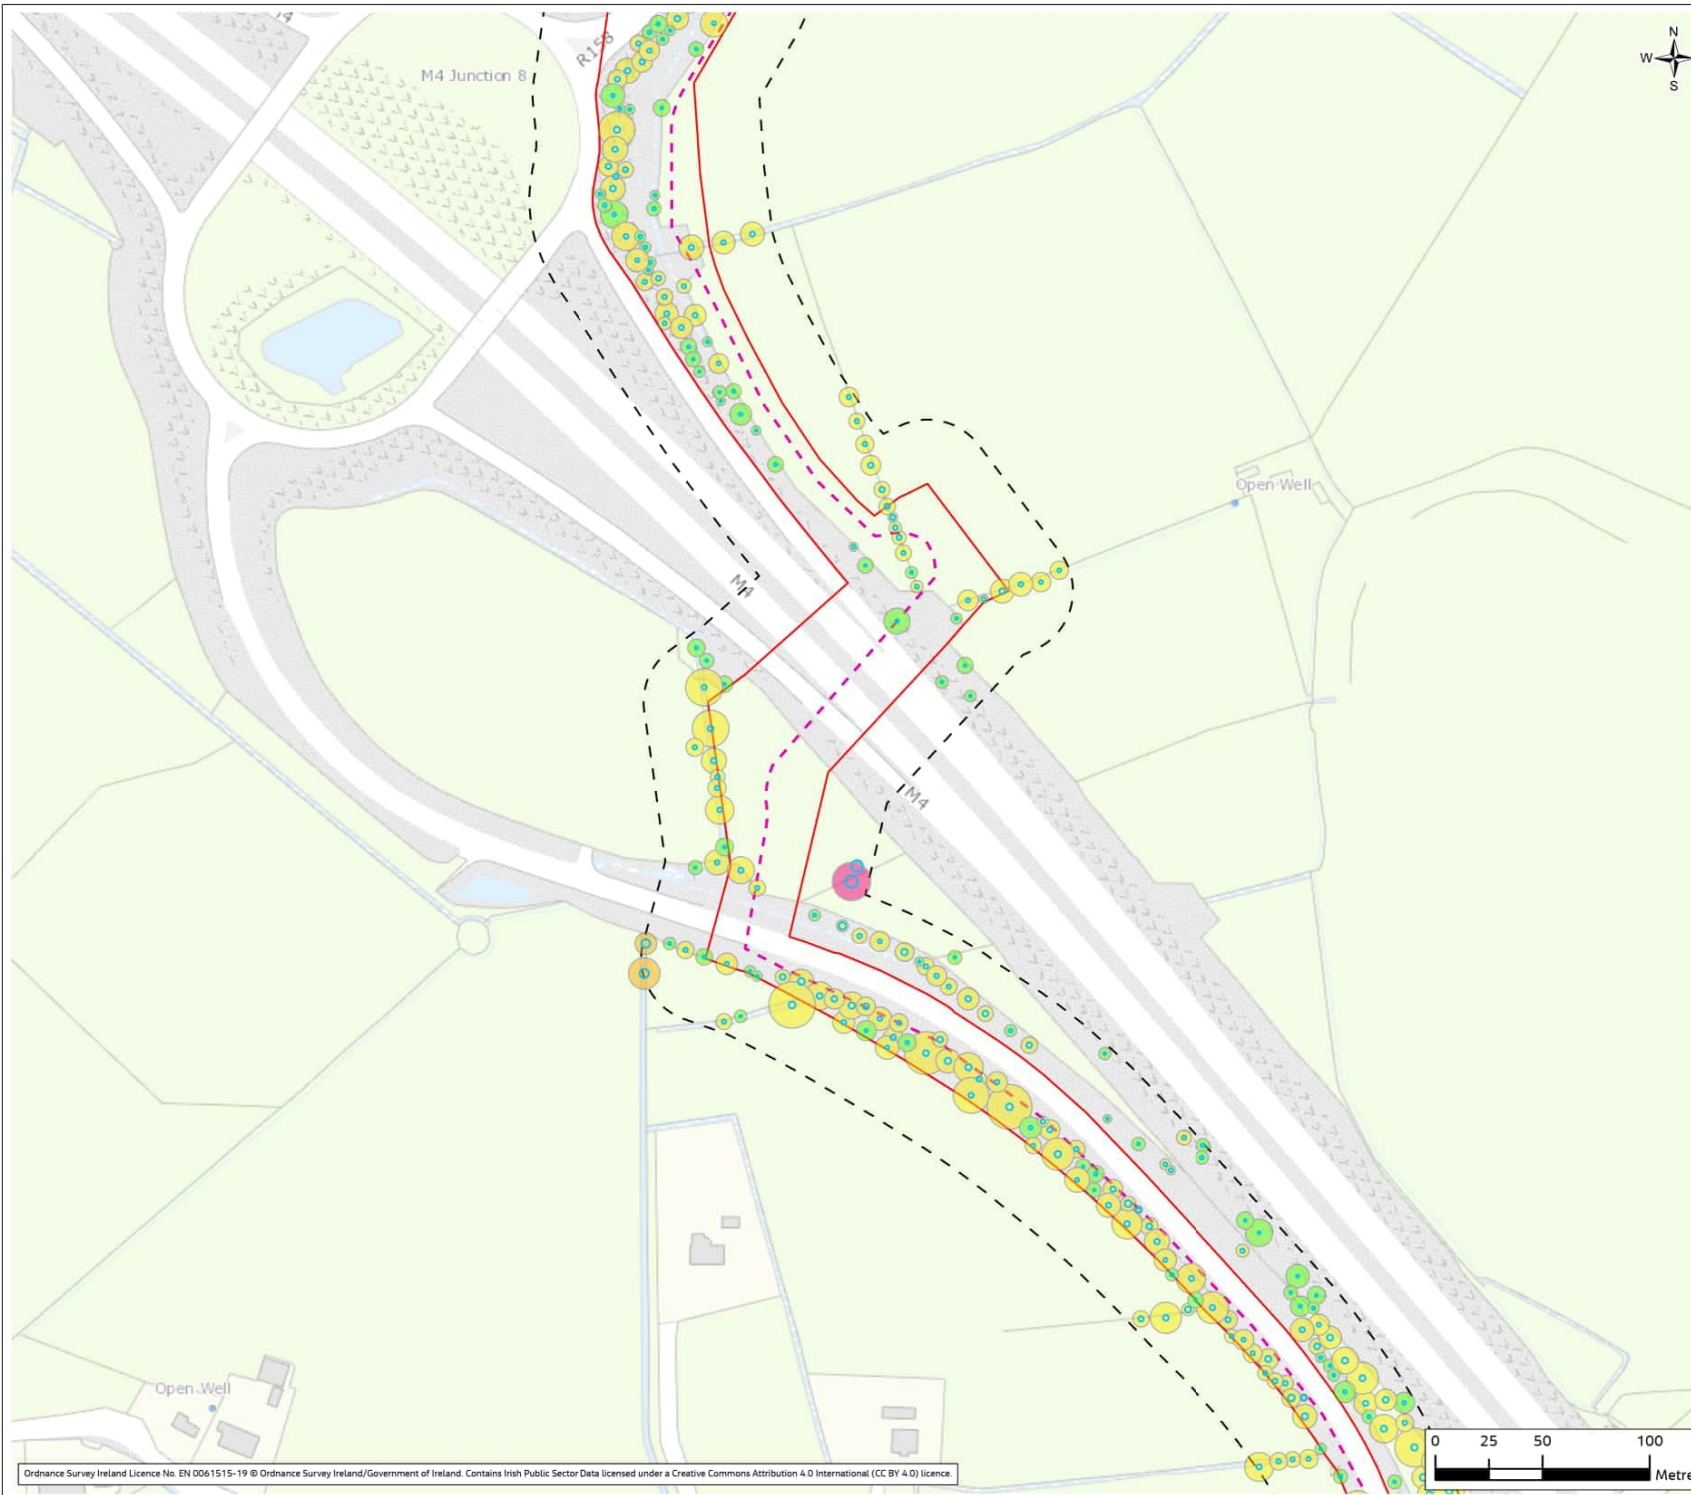 R158
M4 Junction 8
N
W
S
Open Well
M4
M4
Open Well
0 25 50 100
Metre
Ordnance Survey Ireland Licence No. EN 0061515-19 © Ordnance Survey Ireland/Government of Ireland. Contains Irish Public Sector Data licensed under a Creative Commons Attribution 4.0 International (CC BY 4.0) licence.